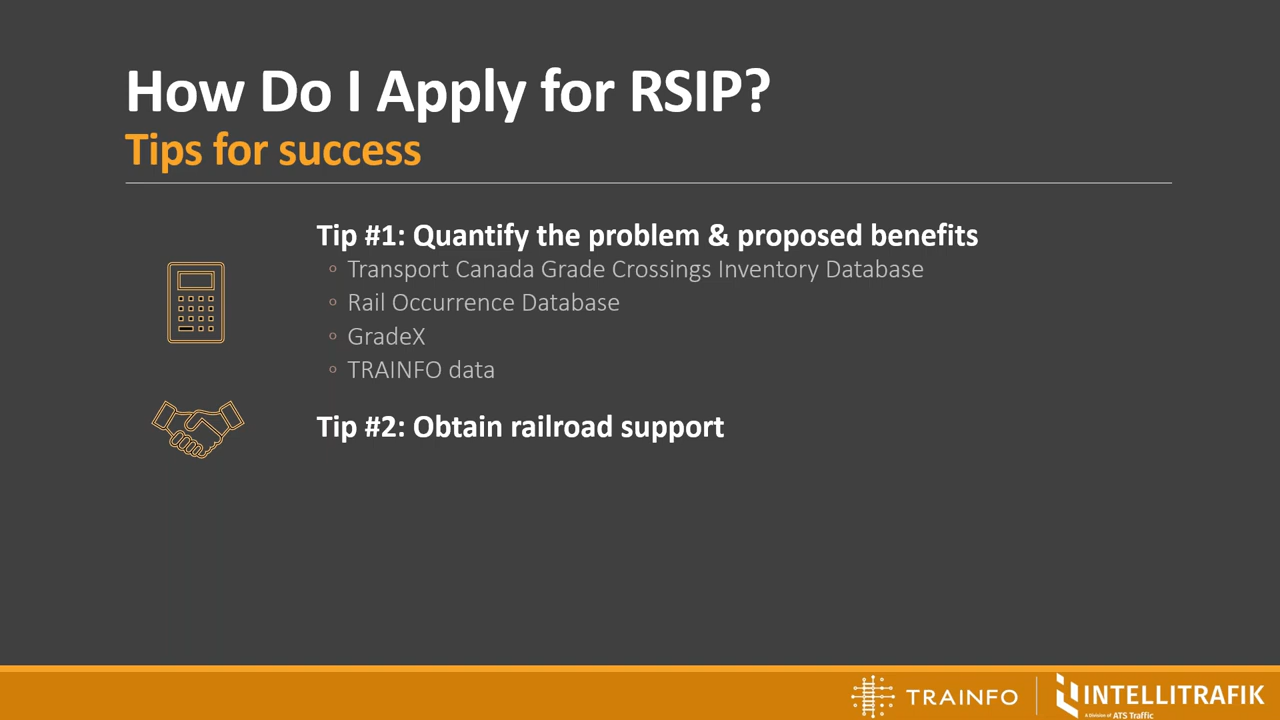 How Do I Apply for RSIP?
Tips for success
Tip #1: Quantify the problem & proposed benefits
◦ Transport Canada Grade Crossings Inventory Database
◦ Rail Occurrence Database
◦ GradeX
◦ TRAINFO data
Tip #2: Obtain railroad support
TRAINFO
INTELLITRAFIK
A Division of ATS Traffic